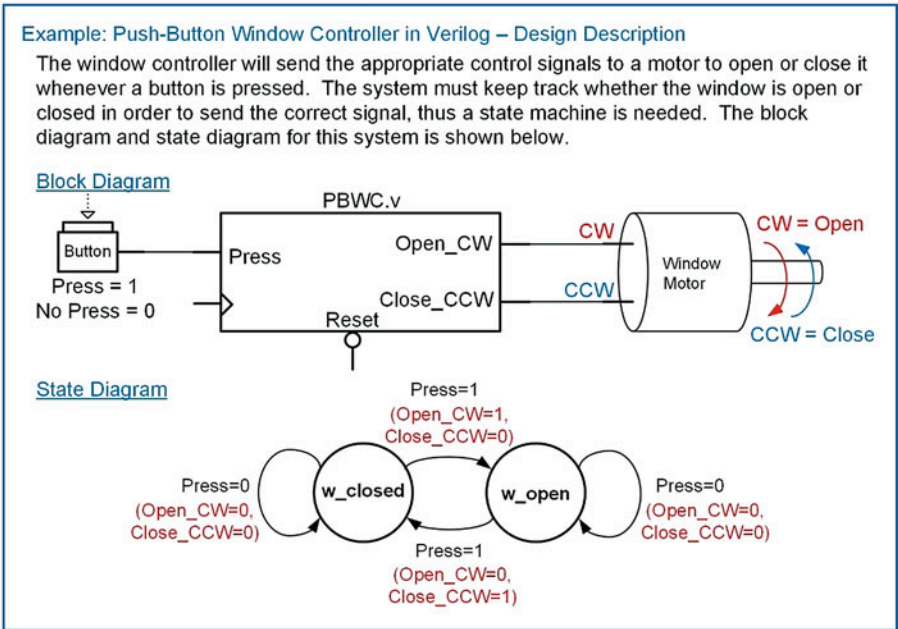 Example: Push-Button Window Controller in Verilog – Design Description
The window controller will send the appropriate control signals to a motor to open or close it
whenever a button is pressed.  The system must keep track whether the window is open or
closed in order to send the correct signal, thus a state machine is needed.  The block
diagram and state diagram for this system is shown below.
Block Diagram
PBWC.v
Button
Press = 1
No Press = 0
Press
Open_CW
Close_CCW
Reset
CW
CCW
Window
Motor
CW = Open
CCW = Close
State Diagram
Press=1
(Open_CW=1,
Close_CCW=0)
Press=0
(Open_CW=0,
Close_CCW=0)
w_closed
w_open
Press=0
(Open_CW=0,
Close_CCW=0)
Press=1
(Open_CW=0,
Close_CCW=1)